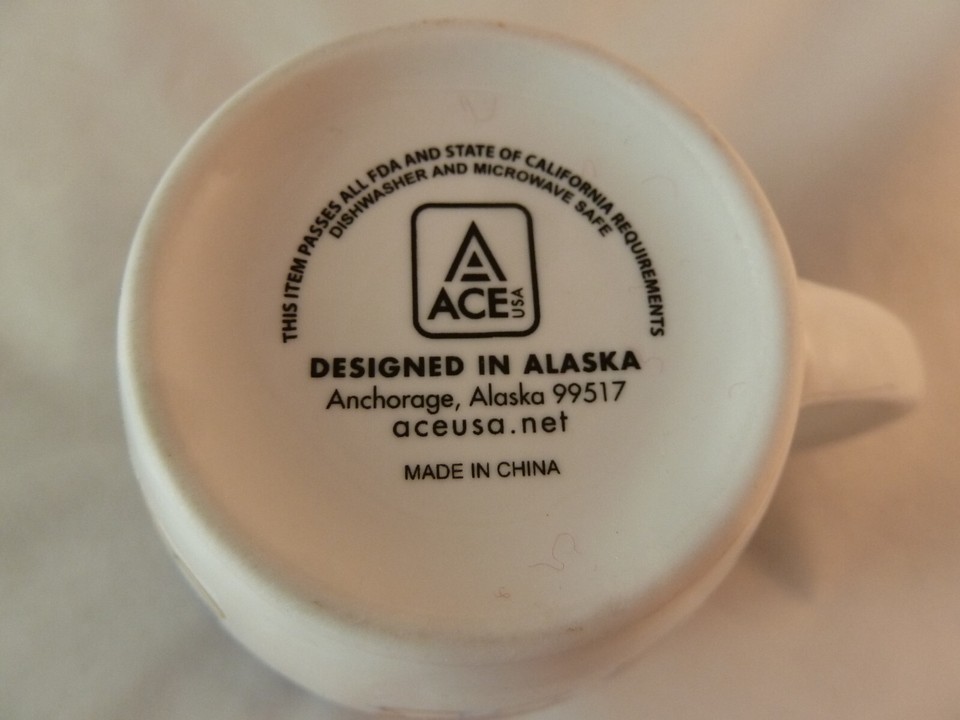 THIS ITEM PASSES ALL FDA AND STATE OF CALIFORNIA REQUIREMENTS
DISHWASHER AND MICROWAVE SAFE
ACE USA
DESIGNED IN ALASKA
Anchorage, Alaska 99517
aceusa.net
MADE IN CHINA